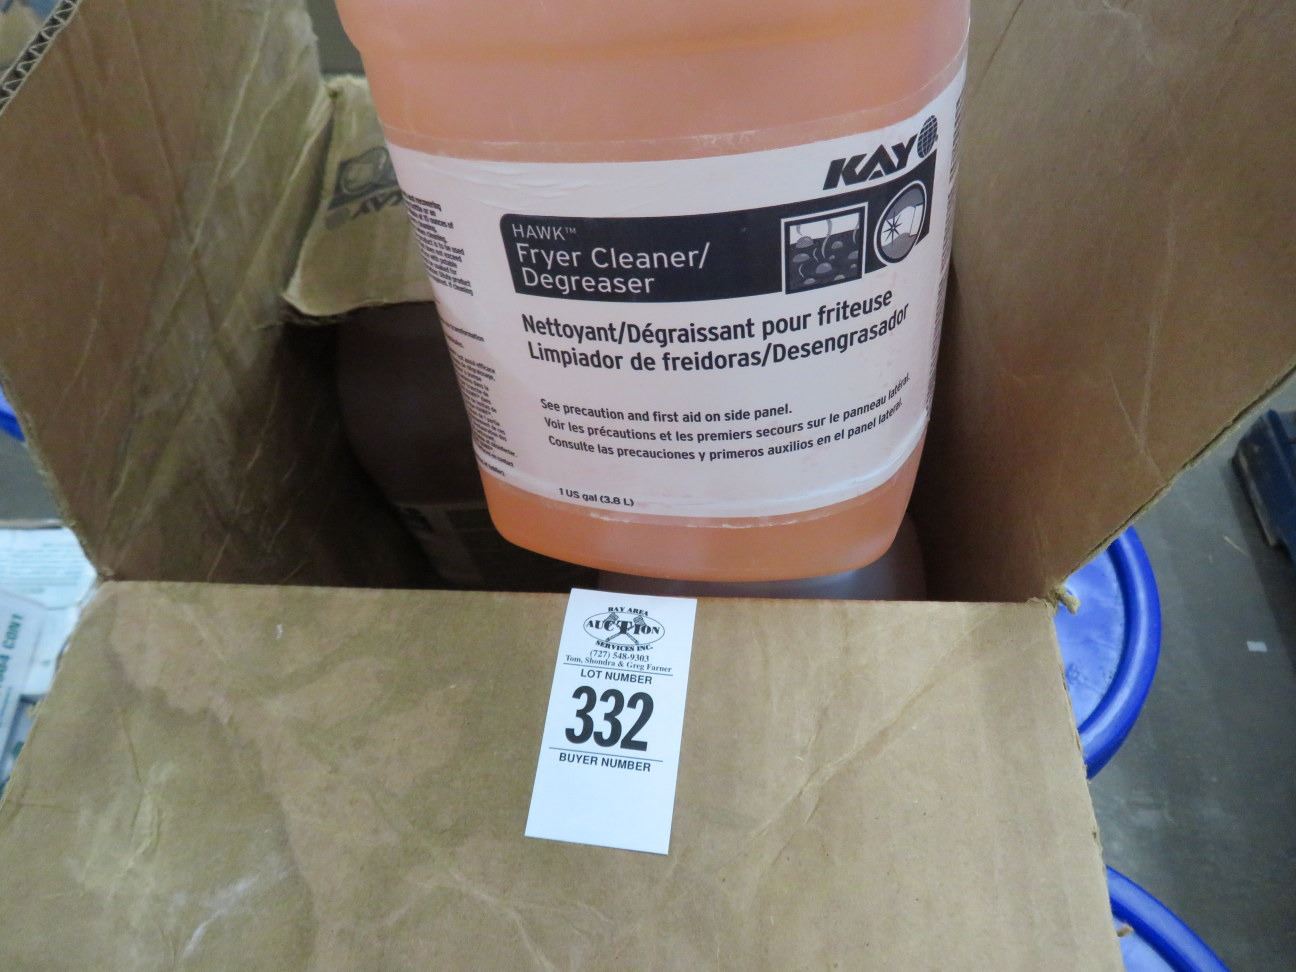 KAY
HAWK™
Fryer Cleaner/
Degreaser
Nettoyant/Dégraissant pour friteuse
Limpiador de freidoras/Desengrasador
See precaution and first aid on side panel.
Voir les précautions et les premiers secours sur le panneau latéral.
Consulte las precauciones y primeros auxilios en el panel lateral.
1 US gal (3.8 L)
KAY
BAY AREA
AUCTION
SERVICES INC.
(727) 548-9303
Tom, Shondra & Greg Farner
LOT NUMBER
332
BUYER NUMBER